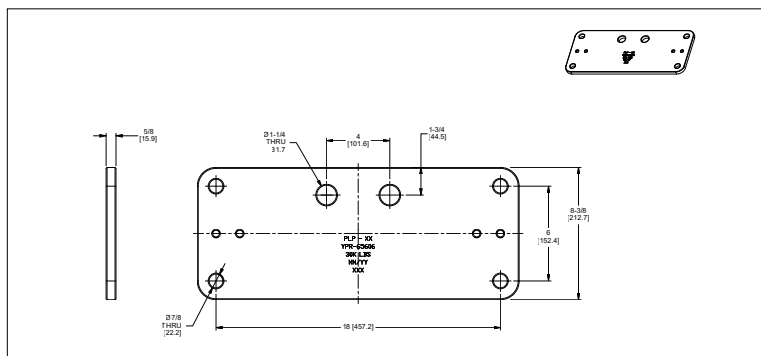 5/8
[15.9]
Ø1-1/4
THRU
31.7
4
[101.6]
1-3/4
[44.5]
8-3/8
[212.7]
6
[152.4]
PLP - XX
YPR-65606
30K LBS
MM/YY
XXX
Ø7/8
THRU
[22.2]
18 [457.2]